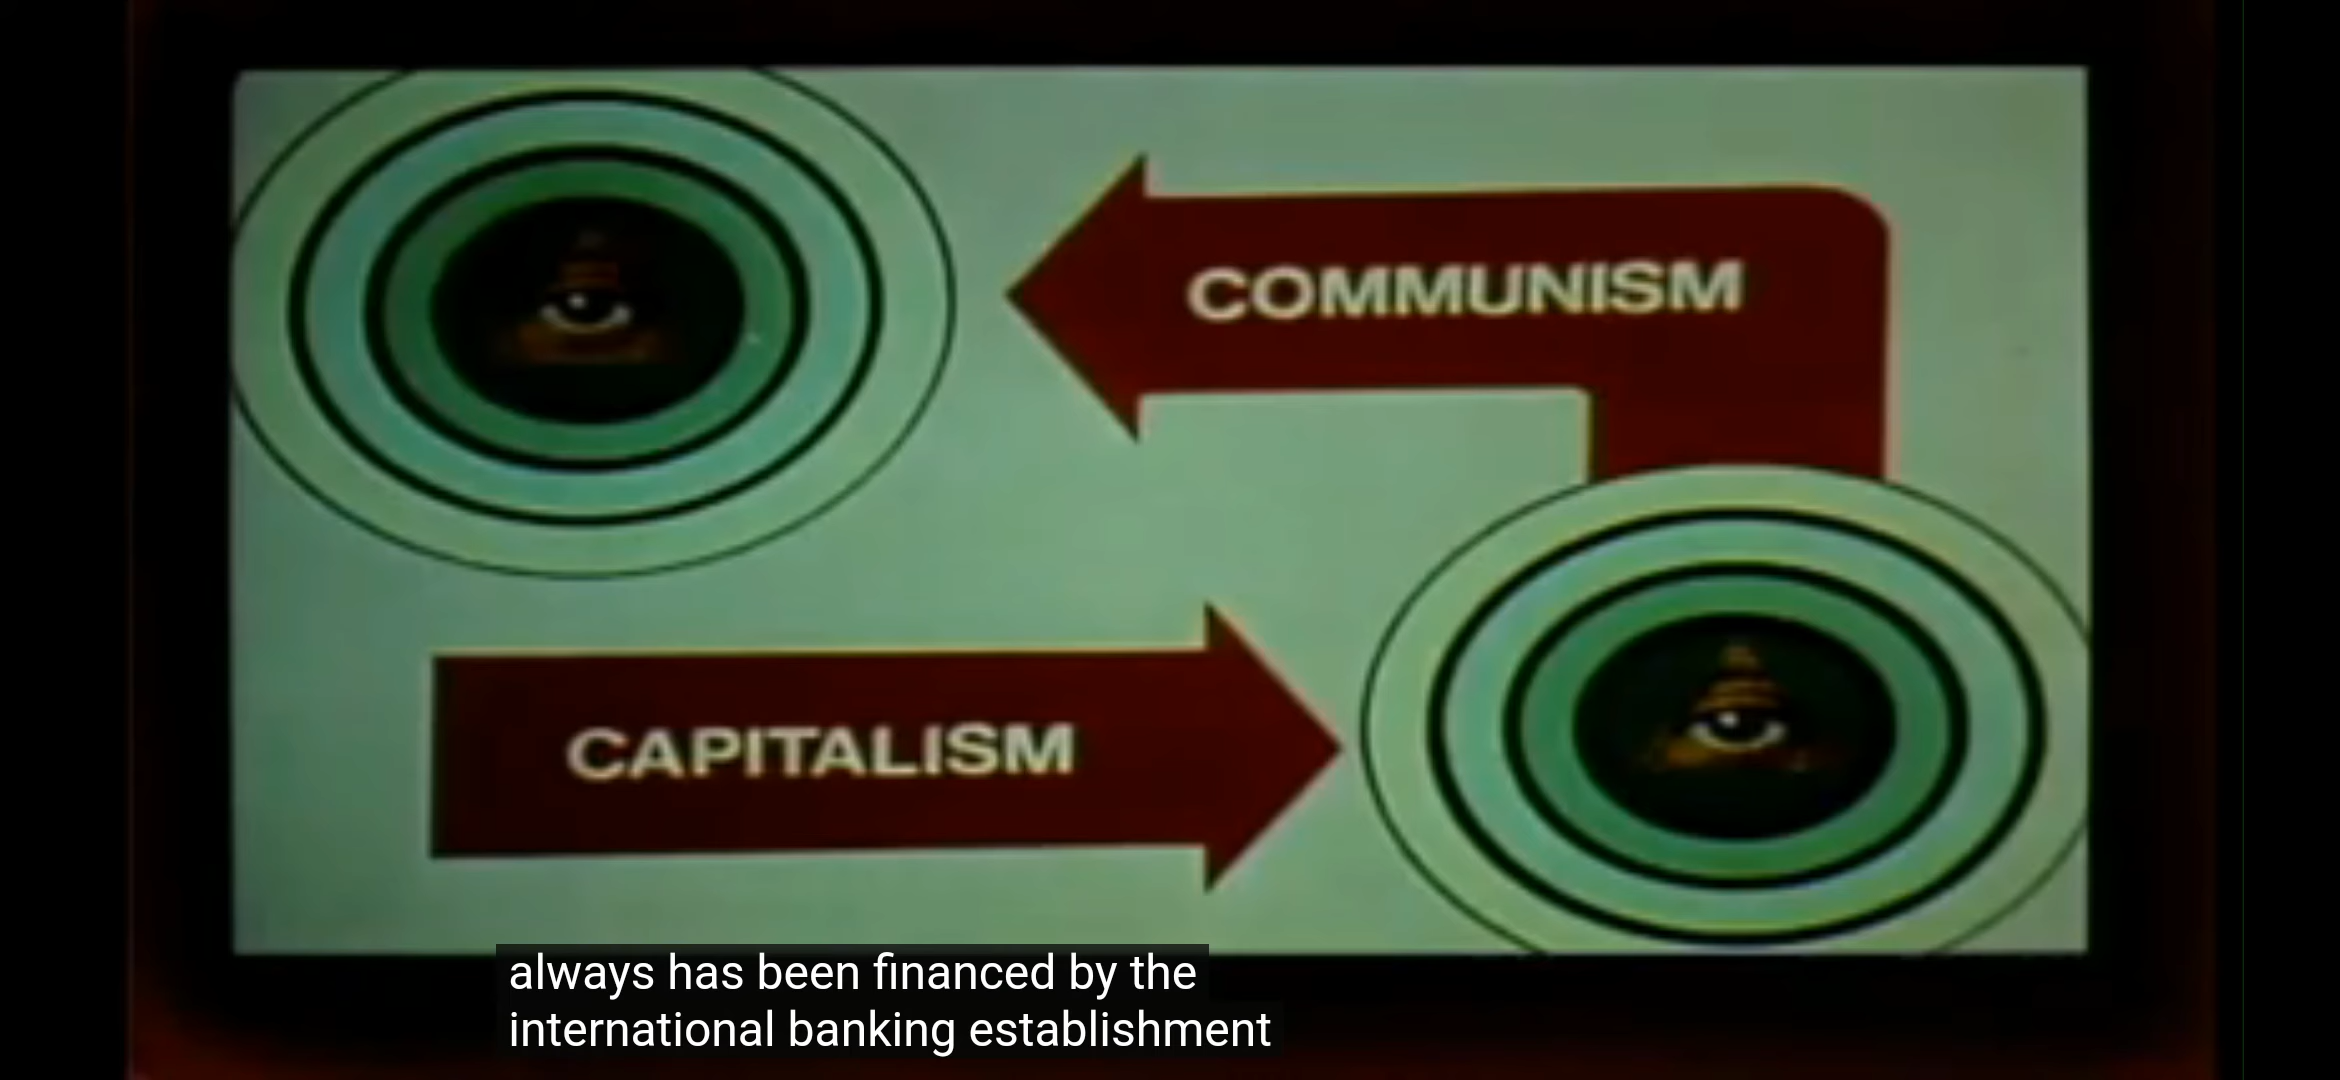 COMMUNISM
CAPITALISM
always has been financed by the
international banking establishment